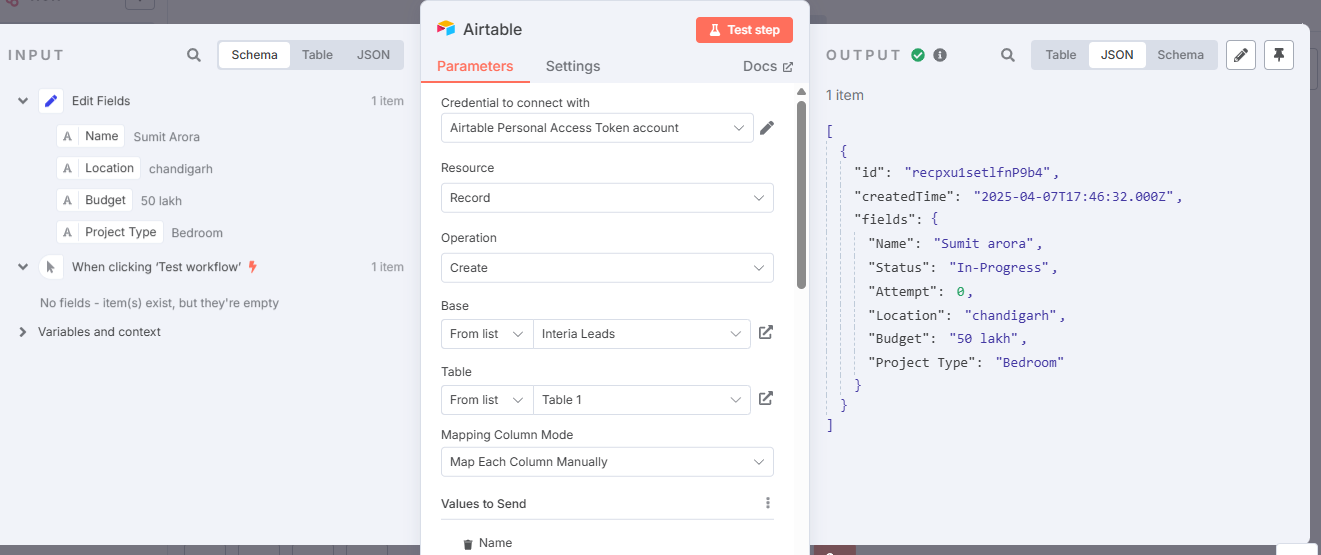 INPUT
Schema Table JSON
Edit Fields 1 item
A Name Sumit Arora
A Location chandigarh
A Budget 50 lakh
A Project Type Bedroom
When clicking ‘Test workflow’ 1 item
No fields - item(s) exist, but they're empty
Variables and context
Airtable
Test step
Parameters Settings Docs
Credential to connect with
Airtable Personal Access Token account
Resource
Record
Operation
Create
Base
From list Interia Leads
Table
From list Table 1
Mapping Column Mode
Map Each Column Manually
Values to Send
Name
OUTPUT
Table JSON Schema
1 item
[
{
"id": "recpxu1setlfnP9b4",
"createdTime": "2025-04-07T17:46:32.000Z",
"fields": {
"Name": "Sumit arora",
"Status": "In-Progress",
"Attempt": 0,
"Location": "chandigarh",
"Budget": "50 lakh",
"Project Type": "Bedroom"
}
}
]